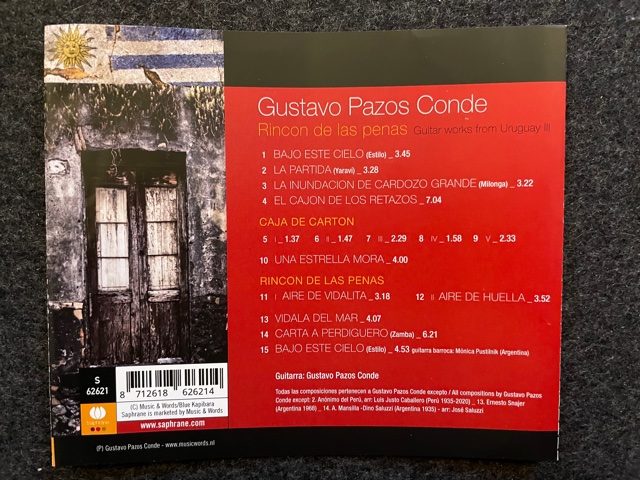 Gustavo Pazos Conde
Rincon de las penas Guitar works from Uruguay III
1 BAJO ESTE CIELO (Estilo) _ 3.45
2 LA PARTIDA (Yaravi) _ 3.28
3 LA INUNDACION DE CARDOZO GRANDE (Milonga) _ 3.22
4 EL CAJON DE LOS RETAZOS _ 7.04
CAJA DE CARTON
5 I _ 1.37 6 II _ 1.47 7 III _ 2.29 8 IV _ 1.58 9 V _ 2.33
10 UNA ESTRELLA MORA _ 4.00
RINCON DE LAS PENAS
11 I AIRE DE VIDALITA _ 3.18 12 II AIRE DE HUELLA _ 3.52
13 VIDALA DEL MAR _ 4.07
14 CARTA A PERDIGUERO (Zamba) _ 6.21
15 BAJO ESTE CIELO (Estilo) _ 4.53 guitarra barroca: Mónica Pustilnik (Argentina)
Guitarra: Gustavo Pazos Conde
Todas las composiciones pertenecen a Gustavo Pazos Conde excepto / All compositions by Gustavo Pazos
Conde except: 2. Anónimo del Perú, arr: Luis Justo Caballero (Perú 1935-2020) _ 13. Ernesto Snajer
(Argentina 1968) _ 14. A. Mansilla - Dino Saluzzi (Argentina 1935) - arr: José Saluzzi
S
62621
saphrane
8 712618 626214
(C) Music & Words/Blue Kapibara
Saphrane is marketed by Music & Words
www.saphrane.com
(P) Gustavo Pazos Conde - www.musicwords.nl